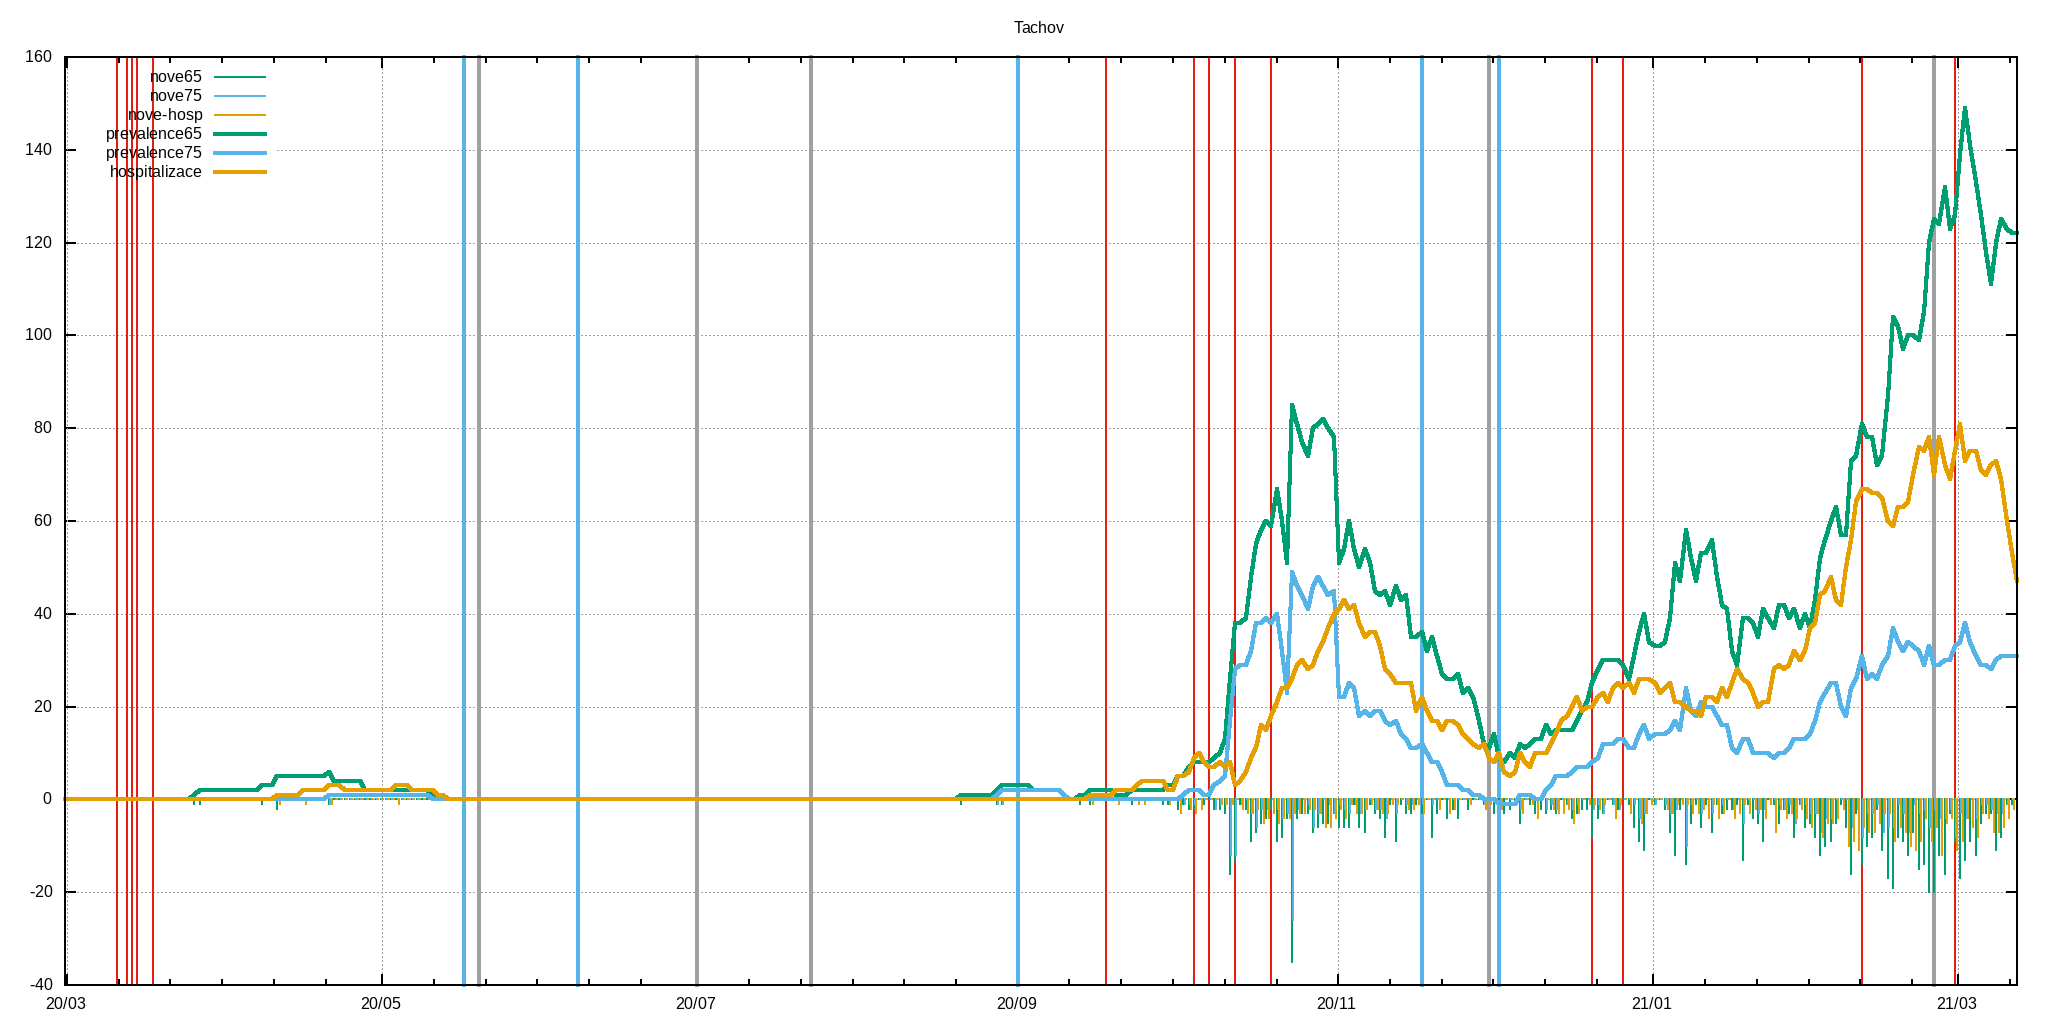 Tachov
160
140
120
100
80
60
40
20
0
-20
-40
nove65
nove75
nove-hosp
prevalence65
prevalence75
hospitalizace
20/03 20/05 20/07 20/09 20/11 21/01 21/03